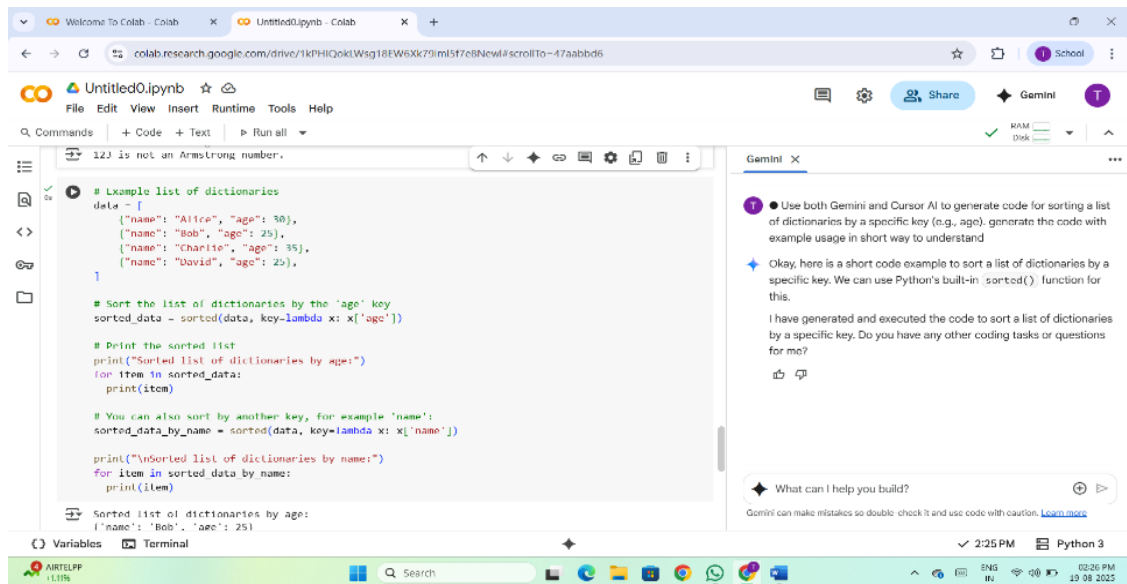 Welcome To Colab - Colab
Untitled0.ipynb - Colab
colab.research.google.com/drive/1kPHIQokLWsg18EW6Xk79iml5f7e8Newl#scrollTo=47aabbd6
School
Untitled0.ipynb
File Edit View Insert Runtime Tools Help
Share
Gemini
T
Commands + Code + Text Run all
RAM
Disk
123 is not an Armstrong number.
0s
# Example list of dictionaries
data = [
{"name": "Alice", "age": 30},
{"name": "Bob", "age": 25},
{"name": "Charlie", "age": 35},
{"name": "David", "age": 25},
]
# Sort the list of dictionaries by the 'age' key
sorted_data = sorted(data, key=lambda x: x['age'])
# Print the sorted list
print("Sorted list of dictionaries by age:")
for item in sorted_data:
print(item)
# You can also sort by another key, for example 'name':
sorted_data_by_name = sorted(data, key=lambda x: x['name'])
print("\nSorted list of dictionaries by name:")
for item in sorted_data_by_name:
print(item)
Sorted list of dictionaries by age:
{'name': 'Bob', 'age': 25}
Gemini
T
● Use both Gemini and Cursor AI to generate code for sorting a list
of dictionaries by a specific key (e.g., age). generate the code with
example usage in short way to understand
Okay, here is a short code example to sort a list of dictionaries by a
specific key. We can use Python's built-in sorted() function for
this.
I have generated and executed the code to sort a list of dictionaries
by a specific key. Do you have any other coding tasks or questions
for me?
What can I help you build?
Gemini can make mistakes so double-check it and use code with caution. Learn more
Variables Terminal
2:25 PM Python 3
AIRTELPP
+1.11%
Search
ENG
IN
02:26 PM
19-08-2025